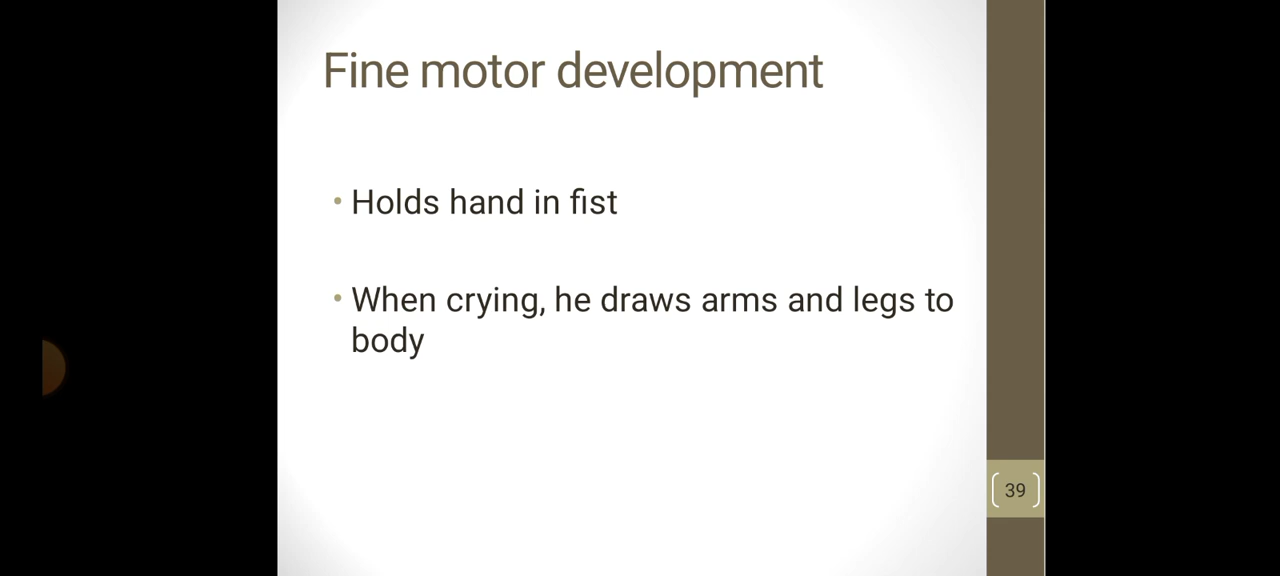 Fine motor development
• Holds hand in fist
• When crying, he draws arms and legs to
body
39